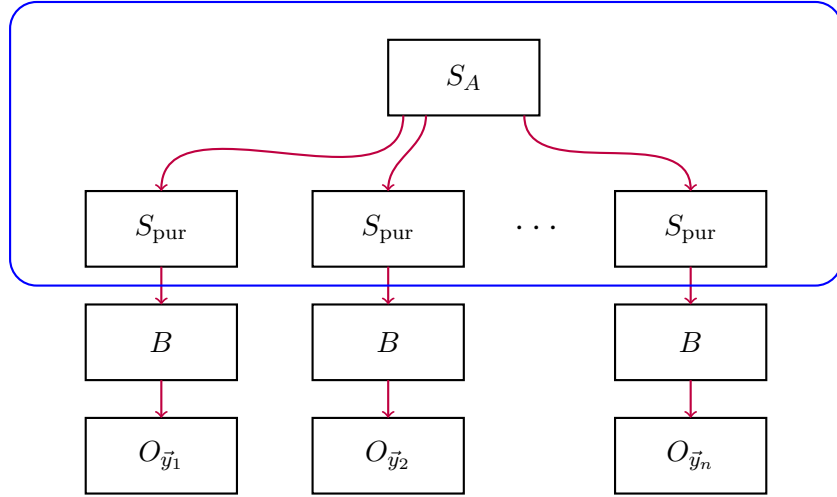 S_A
S_pur S_pur ... S_pur
B B B
O_{\vec{y}_1} O_{\vec{y}_2} O_{\vec{y}_n}